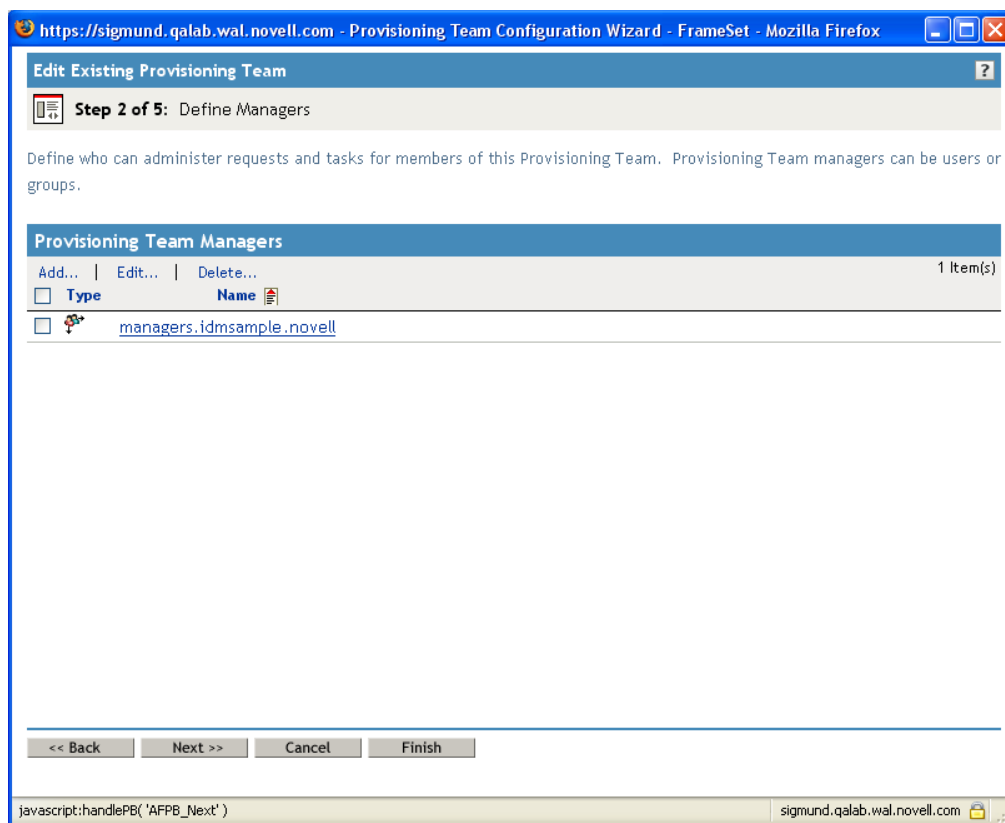 https://sigmund.qalab.wal.novell.com - Provisioning Team Configuration Wizard - FrameSet - Mozilla Firefox
Edit Existing Provisioning Team
?
Step 2 of 5: Define Managers
Define who can administer requests and tasks for members of this Provisioning Team. Provisioning Team managers can be users or
groups.
Provisioning Team Managers
Add... | Edit... | Delete... 1 Item(s)
Type Name
managers.idmsample.novell
<< Back Next >> Cancel Finish
javascript:handlePB( 'AFPB_Next' ) sigmund.qalab.wal.novell.com